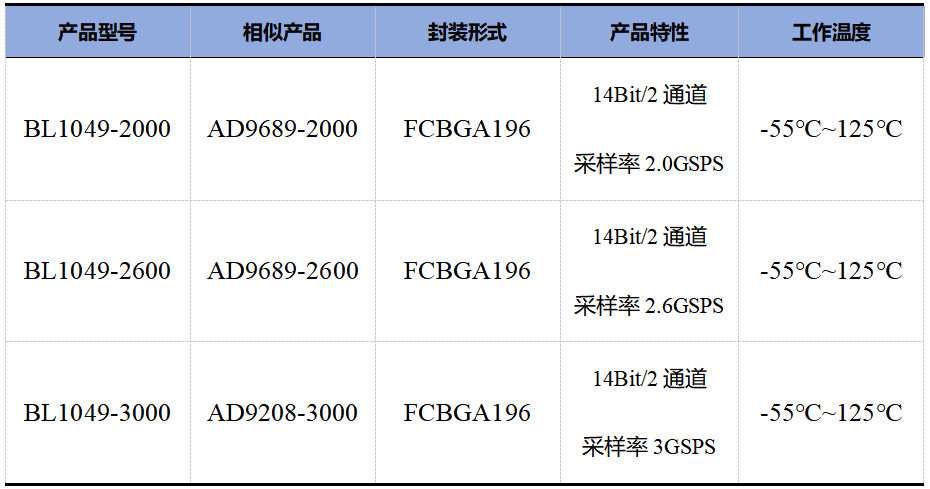 产品型号 相似产品 封装形式 产品特性 工作温度
BL1049-2000 AD9689-2000 FCBGA196 14Bit/2 通道 -55℃~125℃
采样率 2.0GSPS
BL1049-2600 AD9689-2600 FCBGA196 14Bit/2 通道 -55℃~125℃
采样率 2.6GSPS
BL1049-3000 AD9208-3000 FCBGA196 14Bit/2 通道 -55℃~125℃
采样率 3GSPS